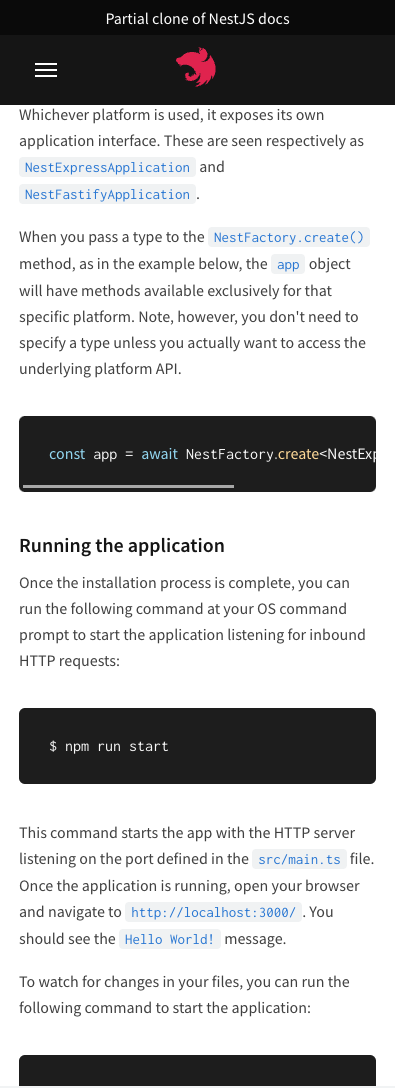 Partial clone of NestJS docs
Whichever platform is used, it exposes its own
application interface. These are seen respectively as
NestExpressApplication and
NestFastifyApplication .
When you pass a type to the NestFactory.create()
method, as in the example below, the app object
will have methods available exclusively for that
specific platform. Note, however, you don't need to
specify a type unless you actually want to access the
underlying platform API.
const app = await NestFactory.create<NestExp
Running the application
Once the installation process is complete, you can
run the following command at your OS command
prompt to start the application listening for inbound
HTTP requests:
$ npm run start
This command starts the app with the HTTP server
listening on the port defined in the src/main.ts file.
Once the application is running, open your browser
and navigate to http://localhost:3000/ . You
should see the Hello World! message.
To watch for changes in your files, you can run the
following command to start the application: